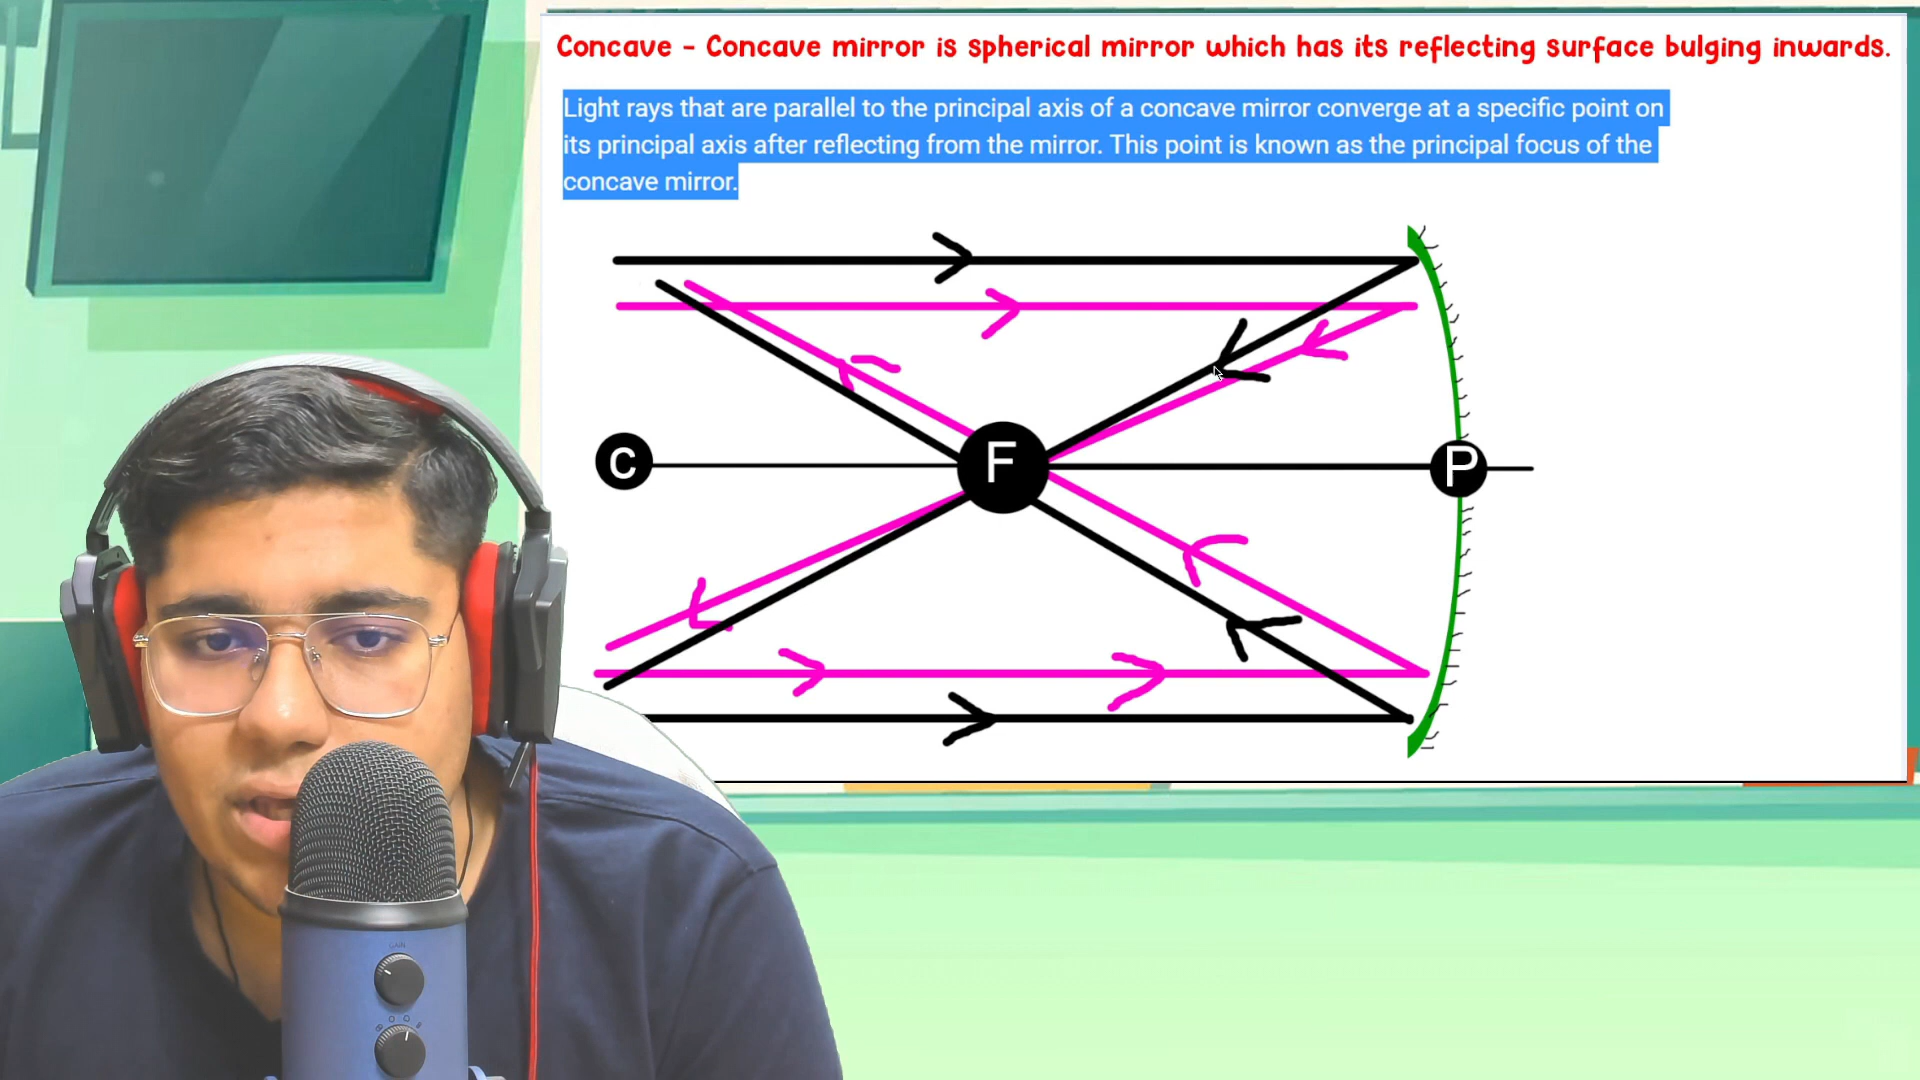 Concave - Concave mirror is spherical mirror which has its reflecting surface bulging inwards.
Light rays that are parallel to the principal axis of a concave mirror converge at a specific point on
its principal axis after reflecting from the mirror. This point is known as the principal focus of the
concave mirror.
C F P
GAIN